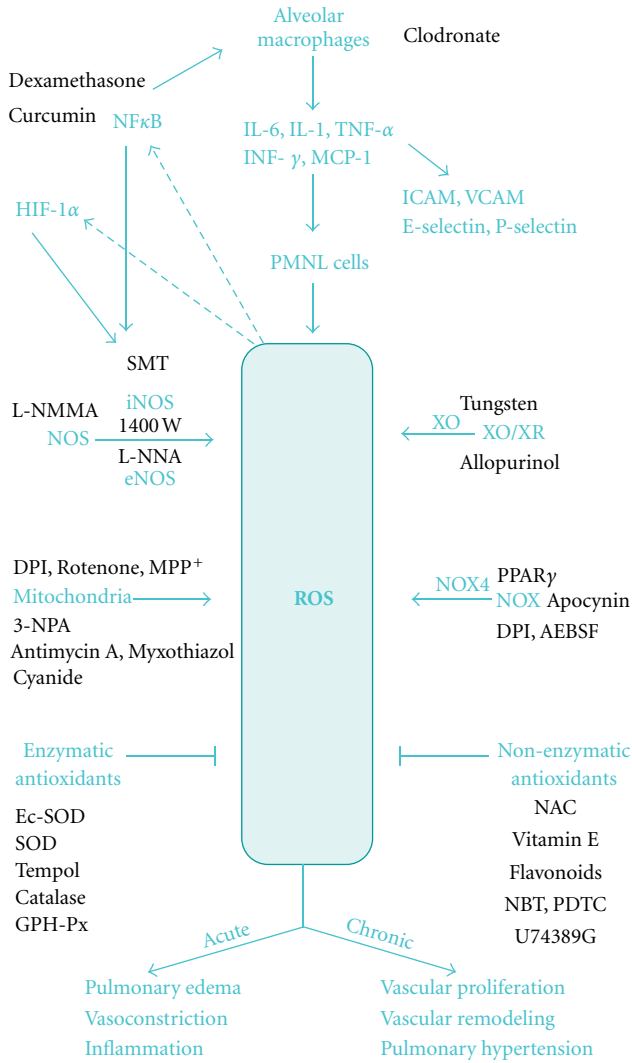 Alveolar
macrophages
Clodronate
Dexamethasone
Curcumin
NFκB
IL-6, IL-1, TNF-α
INF- γ, MCP-1
ICAM, VCAM
E-selectin, P-selectin
HIF-1α
PMNL cells
SMT
L-NMMA
iNOS
NOS
1400 W
L-NNA
eNOS
Tungsten
XO
XO/XR
Allopurinol
DPI, Rotenone, MPP⁺
Mitochondria
3-NPA
Antimycin A, Myxothiazol
Cyanide
ROS
PPARγ
NOX4
NOX Apocynin
DPI, AEBSF
Enzymatic
antioxidants
Ec-SOD
SOD
Tempol
Catalase
GPH-Px
Non-enzymatic
antioxidants
NAC
Vitamin E
Flavonoids
NBT, PDTC
U74389G
Acute
Chronic
Pulmonary edema
Vasoconstriction
Inflammation
Vascular proliferation
Vascular remodeling
Pulmonary hypertension